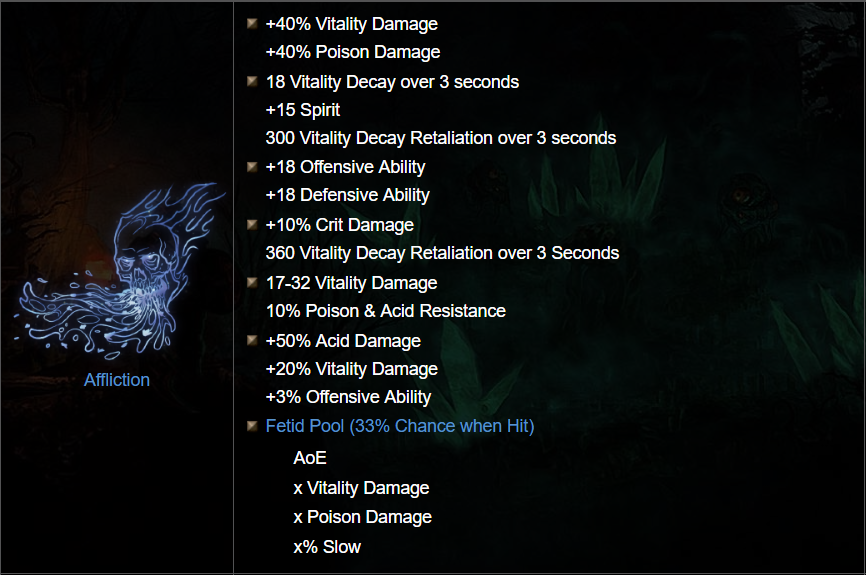 +40% Vitality Damage
+40% Poison Damage
18 Vitality Decay over 3 seconds
+15 Spirit
300 Vitality Decay Retaliation over 3 seconds
+18 Offensive Ability
+18 Defensive Ability
+10% Crit Damage
360 Vitality Decay Retaliation over 3 Seconds
17-32 Vitality Damage
10% Poison & Acid Resistance
+50% Acid Damage
+20% Vitality Damage
+3% Offensive Ability
Fetid Pool (33% Chance when Hit)
AoE
x Vitality Damage
x Poison Damage
x% Slow
Affliction